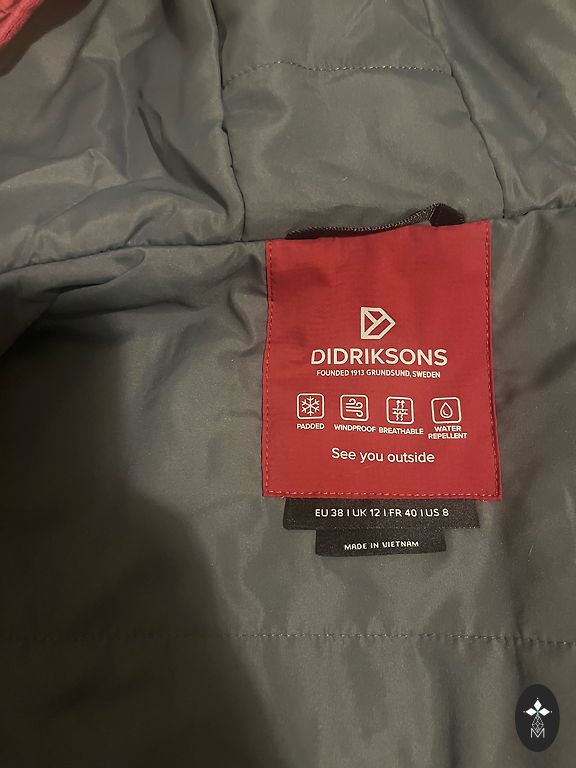 DIDRIKSONS
FOUNDED 1913 GRUNDSUND, SWEDEN
PADDED WINDPROOF BREATHABLE WATER REPELLENT
See you outside
EU 38 | UK 12 | FR 40 | US 8
MADE IN VIETNAM
M